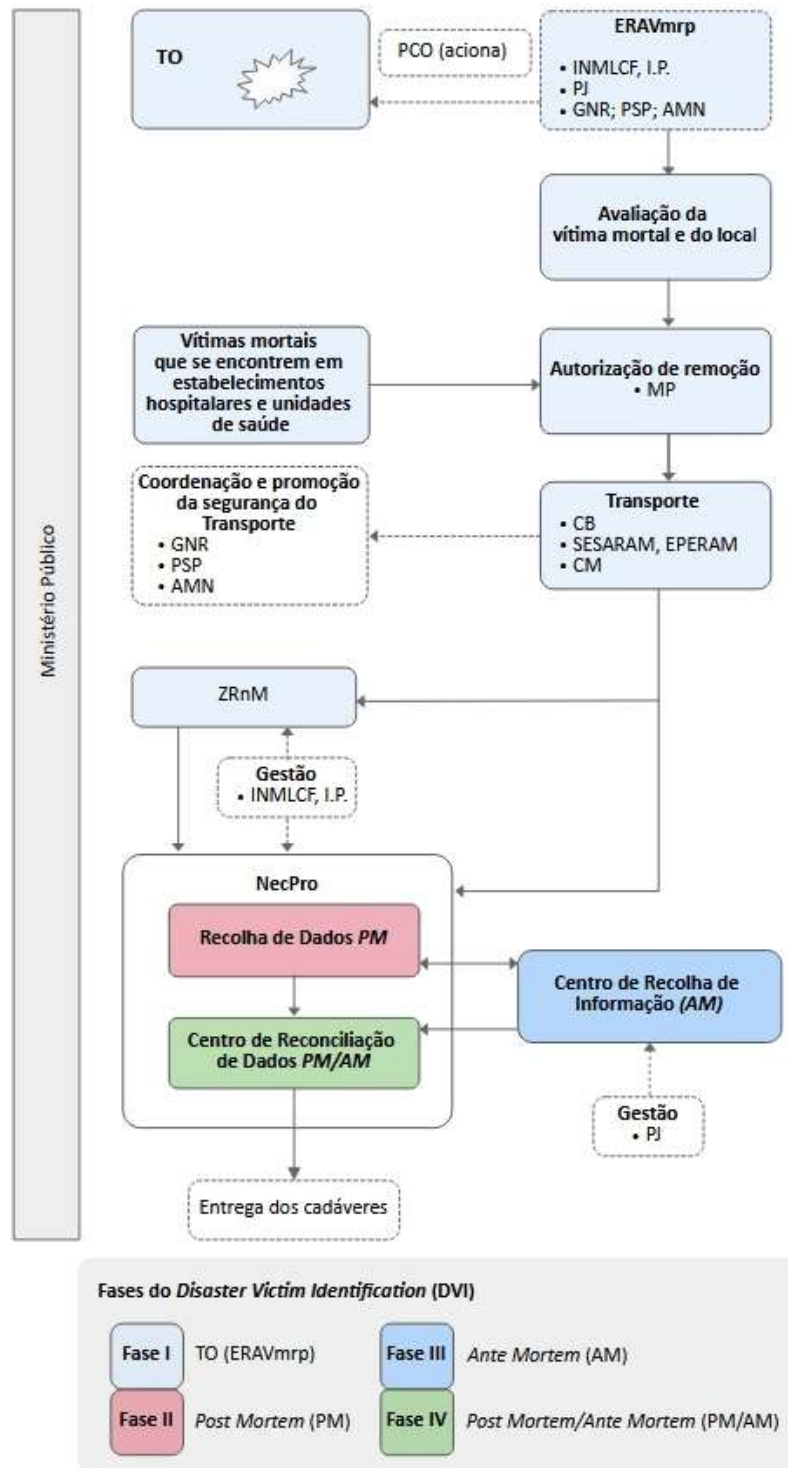 TO
PCO (aciona)
ERAVmrp
• INMLCF, I.P.
• PJ
• GNR; PSP; AMN
Avaliação da
vítima mortal e do local
Vítimas mortais
que se encontrem em
estabelecimentos
hospitalares e unidades
de saúde
Autorização de remoção
• MP
Coordenação e promoção
da segurança do
Transporte
• GNR
• PSP
• AMN
Transporte
• CB
• SESARAM, EPERAM
• CM
Ministério Público
ZRnM
Gestão
• INMLCF, I.P.
NecPro
Recolha de Dados PM
Centro de Reconciliação
de Dados PM/AM
Centro de Recolha de
Informação (AM)
Gestão
• PJ
Entrega dos cadáveres
Fases do Disaster Victim Identification (DVI)
Fase I TO (ERAVmrp)
Fase III Ante Mortem (AM)
Fase II Post Mortem (PM)
Fase IV Post Mortem/Ante Mortem (PM/AM)